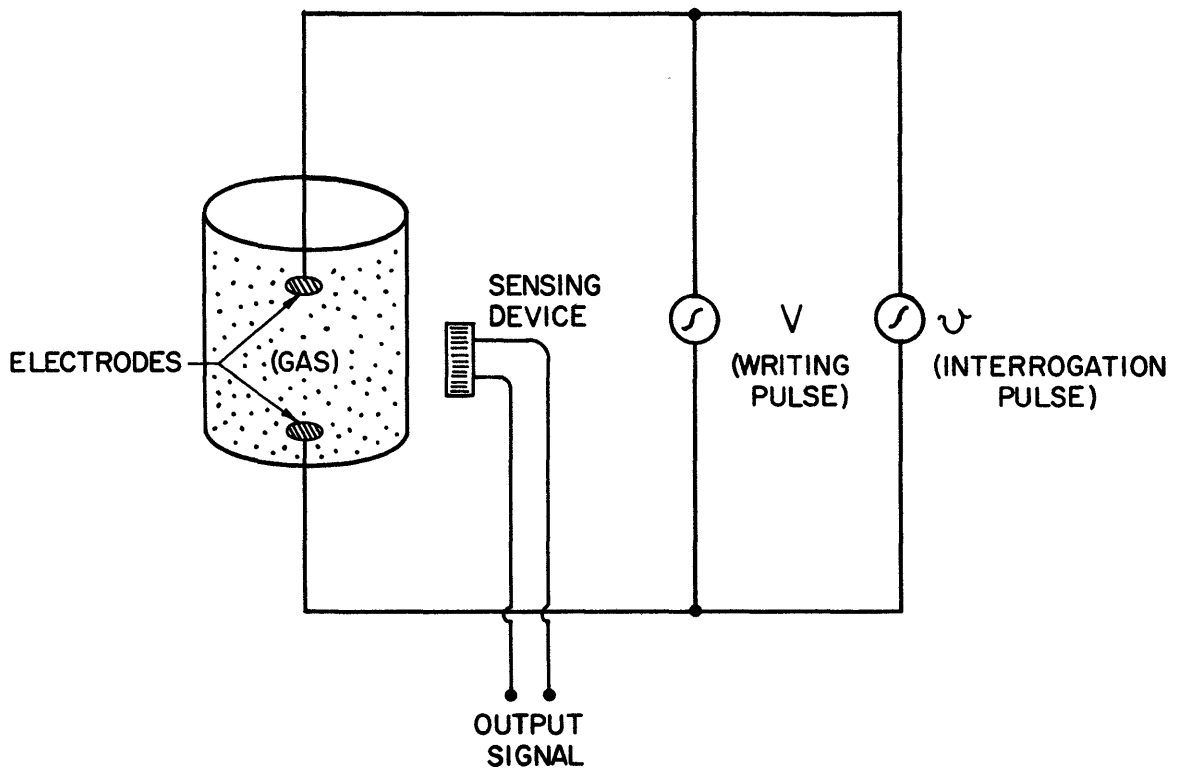 SENSING
DEVICE
ELECTRODES
(GAS)
V
(WRITING
PULSE)
υ
(INTERROGATION
PULSE)
OUTPUT
SIGNAL